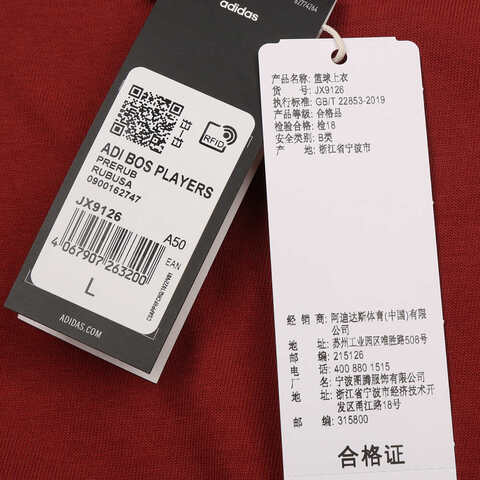 adidas
RFID
ADI BOS PLAYERS
PRERUB
RUBUSA
0900162747
JX9126
A50
4 067907 263200
EAN
L
ADIDAS.COM
产品名称: 篮球上衣
货 号: JX9126
执行标准: GB/T 22853-2019
产品等级: 合格品
检验合格: 检18
安全类别: B类
产 地: 浙江省宁波市
经 销 商: 阿迪达斯体育(中国)有限
公司
地 址: 苏州工业园区唯胜路508号
邮 编: 215126
电 话: 400 880 1515
厂 名: 宁波图腾服饰有限公司
地 址: 浙江省宁波市经济技术开
发区甬江路18号
邮 编: 315800
合格证